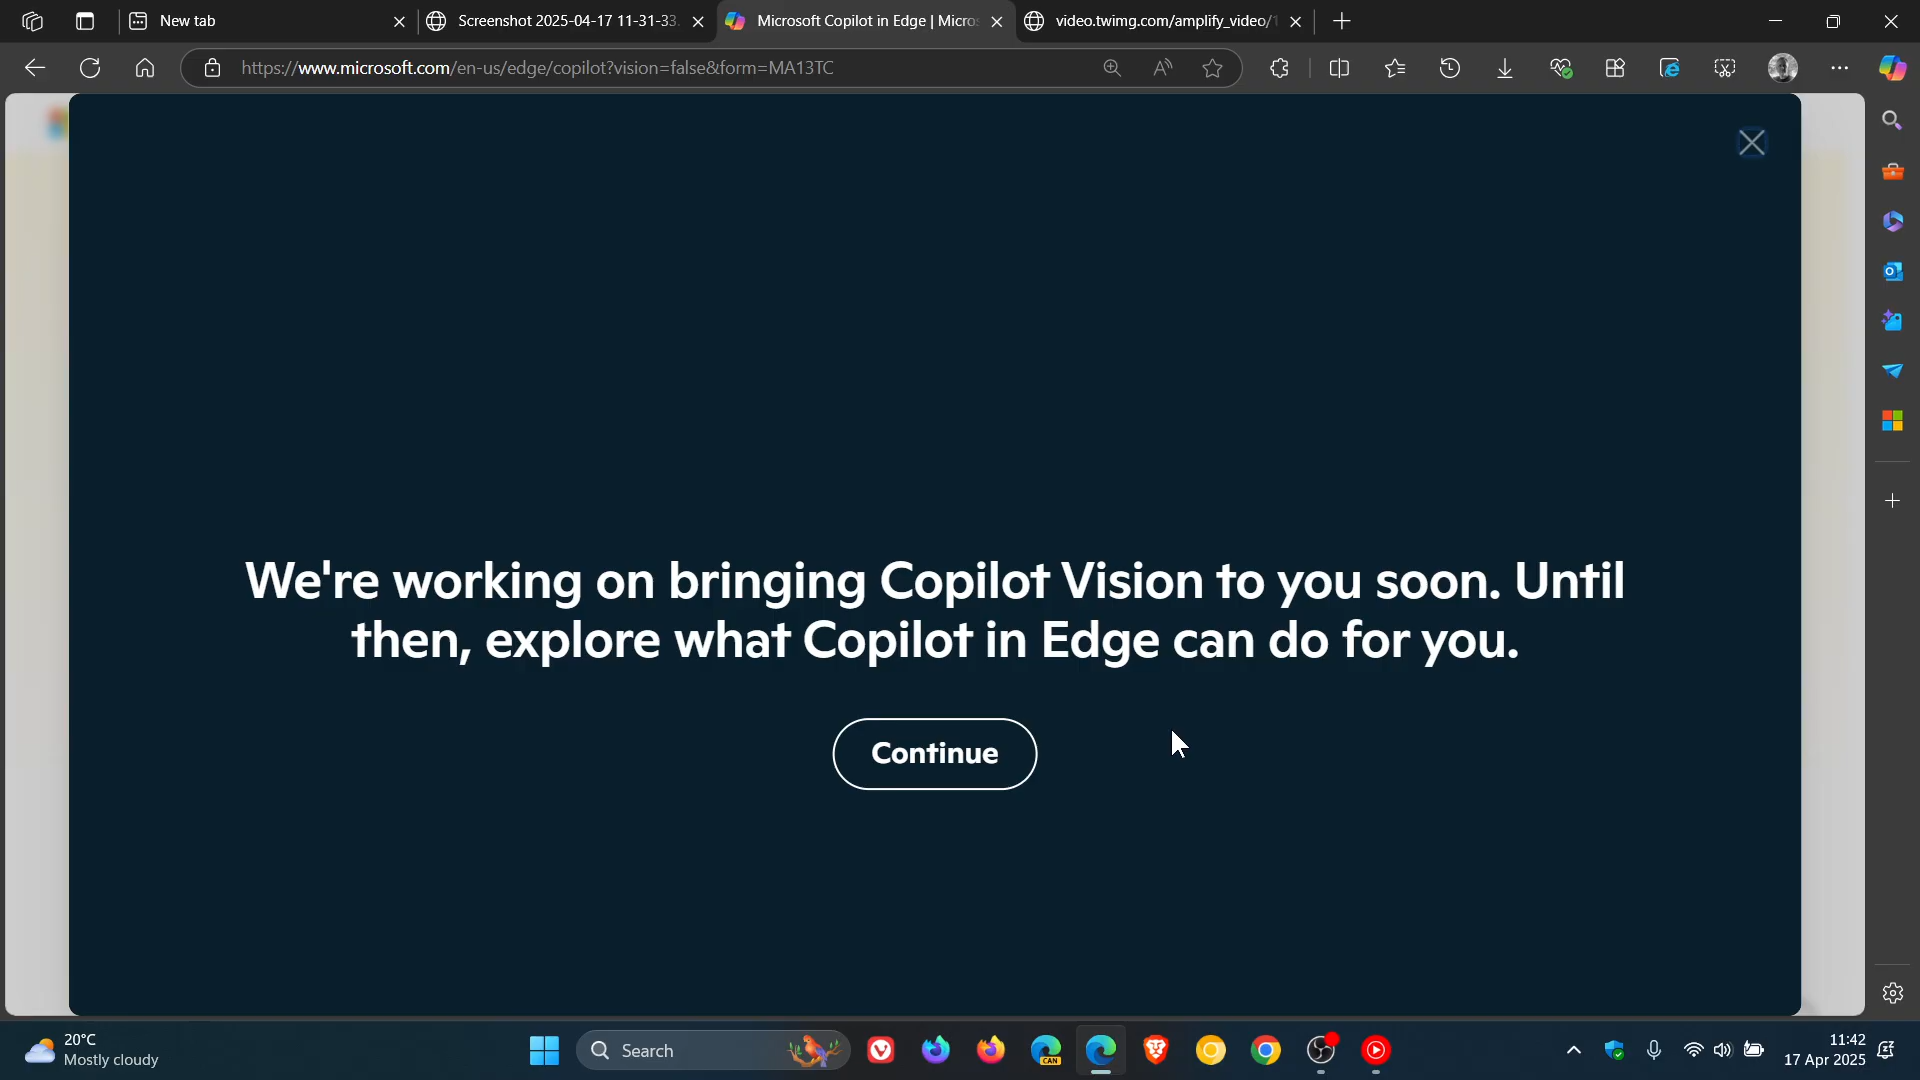 New tab
Screenshot 2025-04-17 11-31-33.
Microsoft Copilot in Edge | Micros
video.twimg.com/amplify_video/1
https://www.microsoft.com/en-us/edge/copilot?vision=false&form=MA13TC
We're working on bringing Copilot Vision to you soon. Until
then, explore what Copilot in Edge can do for you.
Continue
20°C
Mostly cloudy
Search
CAN
11:42
17 Apr 2025